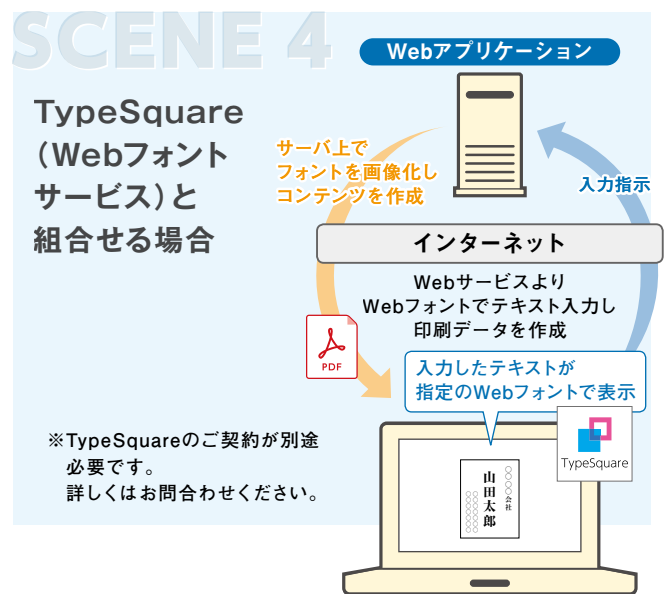 SCENE 4
TypeSquare
（Webフォント
サービス）と
組合せる場合
Webアプリケーション
サーバ上で
フォントを画像化し
コンテンツを作成
入力指示
インターネット
Webサービスより
Webフォントでテキスト入力し
印刷データを作成
PDF
入力したテキストが
指定のWebフォントで表示
TypeSquare
〇〇〇〇会社
山田太郎
〇〇〇〇〇〇〇
〇〇〇〇〇〇〇
※TypeSquareのご契約が別途
必要です。
詳しくはお問合わせください。